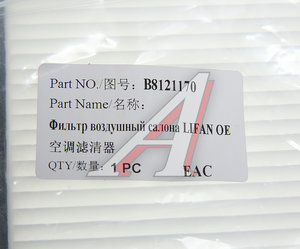 Part NO./图号: B8121170
Part Name/名称:
Фильтр воздушный салона LIFAN OE
空调滤清器
QTY/数量: 1 PC EAC